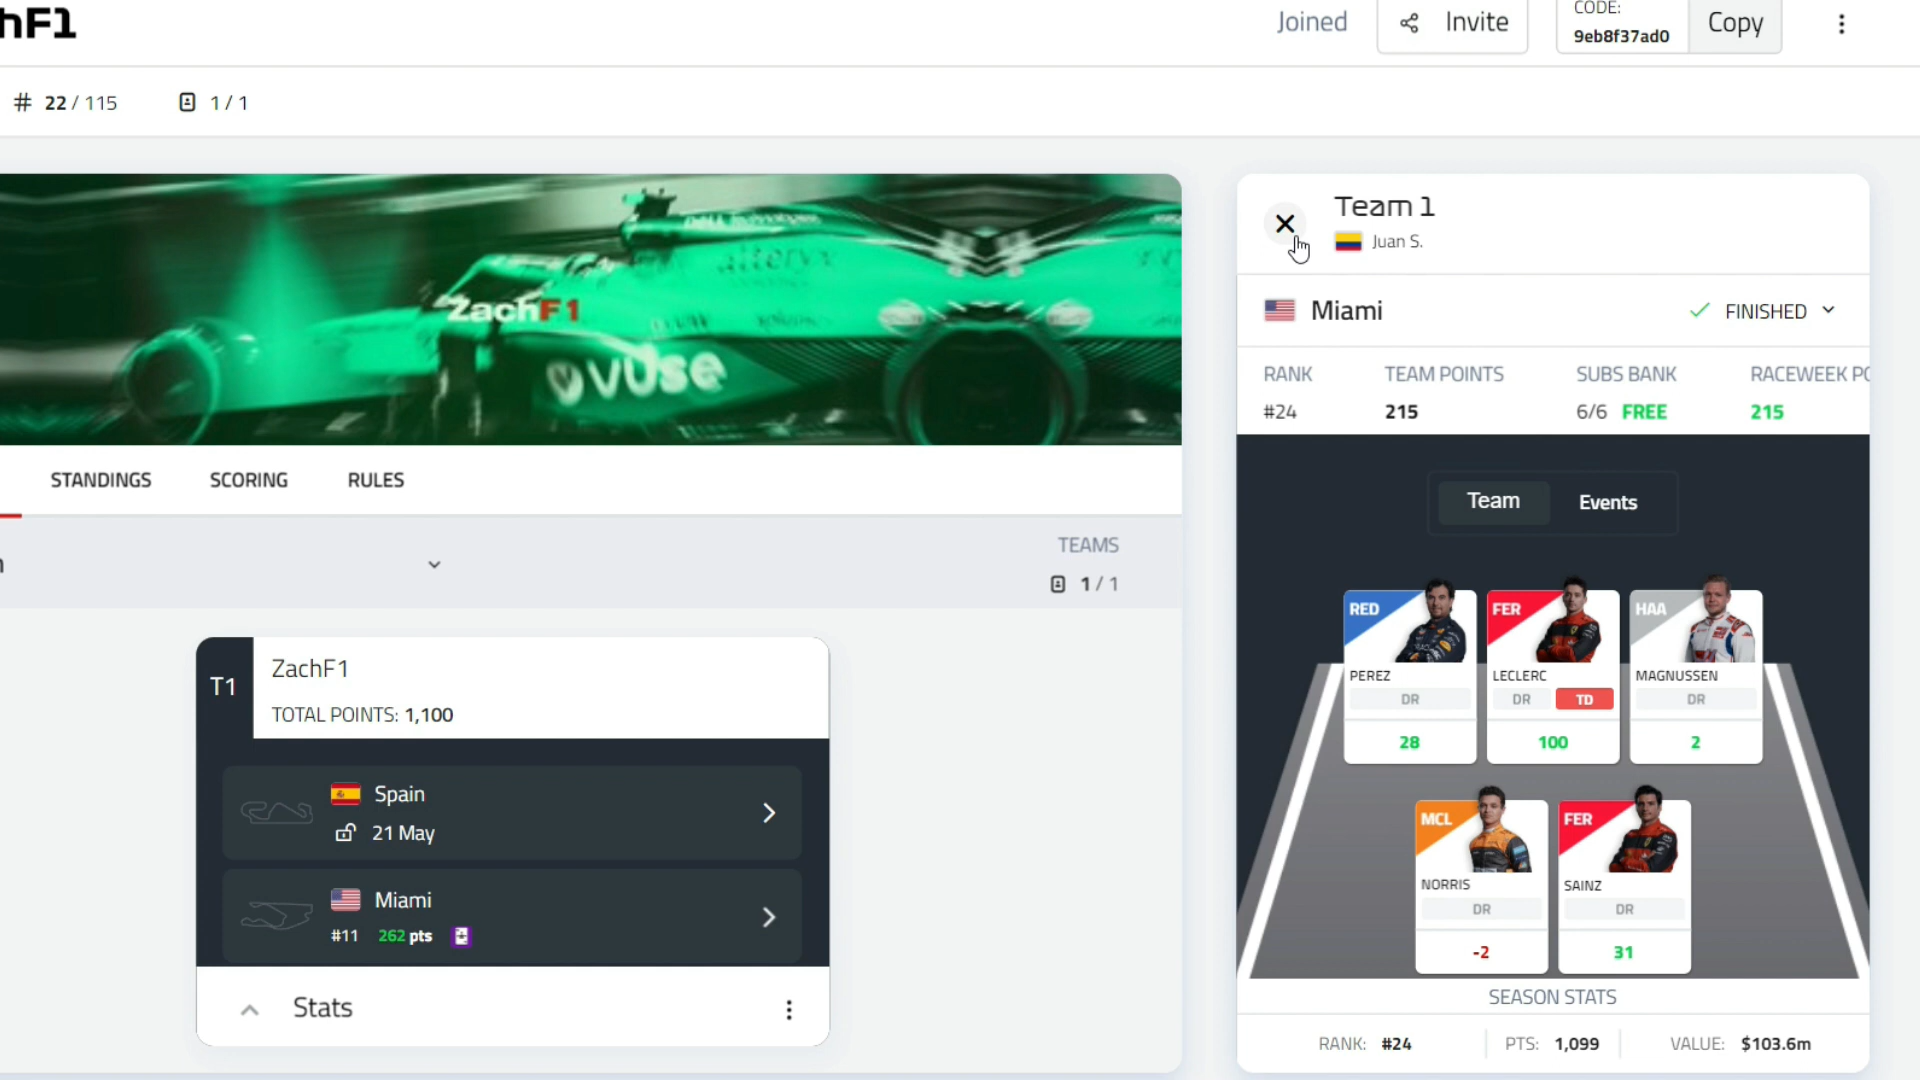 hF1
Joined
Invite
CODE:
9eb8f37ad0
Copy
# 22 / 115
1 / 1
ZachF1
vuse
STANDINGS
SCORING
RULES
TEAMS
1 / 1
T1
ZachF1
TOTAL POINTS: 1,100
Spain
21 May
Miami
#11 262 pts
Stats
Team 1
Juan S.
Miami
FINISHED
RANK
TEAM POINTS
SUBS BANK
RACEWEEK PO
#24
215
6/6 FREE
215
Team
Events
RED
PEREZ
DR
28
FER
LECLERC
DR TD
100
HAA
MAGNUSSEN
DR
2
MCL
NORRIS
DR
-2
FER
SAINZ
DR
31
SEASON STATS
RANK: #24
PTS: 1,099
VALUE: $103.6m